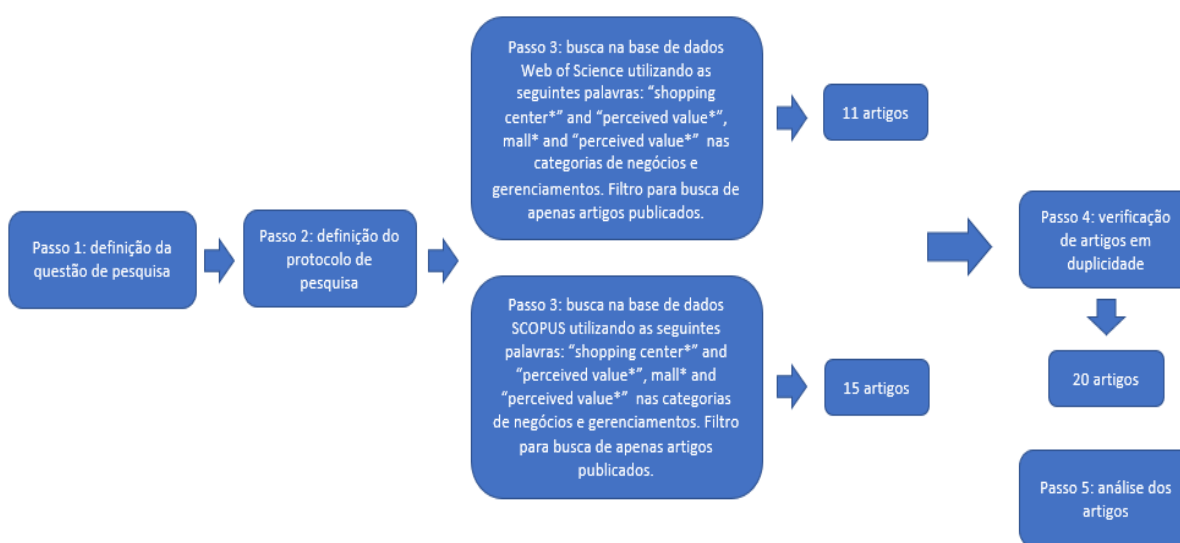 Passo 1: definição da
questão de pesquisa
Passo 2: definição do
protocolo de
pesquisa
Passo 3: busca na base de dados
Web of Science utilizando as
seguintes palavras: “shopping
center*” and “perceived value*”,
mall* and “perceived value*” nas
categorias de negócios e
gerenciamentos. Filtro para busca de
apenas artigos publicados.
11 artigos
Passo 3: busca na base de dados
SCOPUS utilizando as seguintes
palavras: “shopping center*” and
“perceived value*”, mall* and
“perceived value*” nas categorias
de negócios e gerenciamentos. Filtro
para busca de apenas artigos
publicados.
15 artigos
Passo 4: verificação
de artigos em
duplicidade
20 artigos
Passo 5: análise dos
artigos